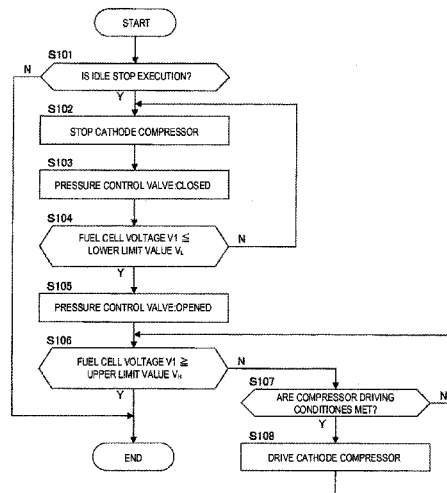 START
S101
N
IS IDLE STOP EXECUTION?
Y
S102
STOP CATHODE COMPRESSOR
S103
PRESSURE CONTROL VALVE:CLOSED
S104
FUEL CELL VOLTAGE V1 ≦
LOWER LIMIT VALUE VL
N
Y
S105
PRESSURE CONTROL VALVE:OPENED
S106
FUEL CELL VOLTAGE V1 ≧
UPPER LIMIT VALUE VH
N
Y
S107
ARE COMPRESSOR DRIVING
CONDITIONES MET?
N
Y
S108
DRIVE CATHODE COMPRESSOR
END